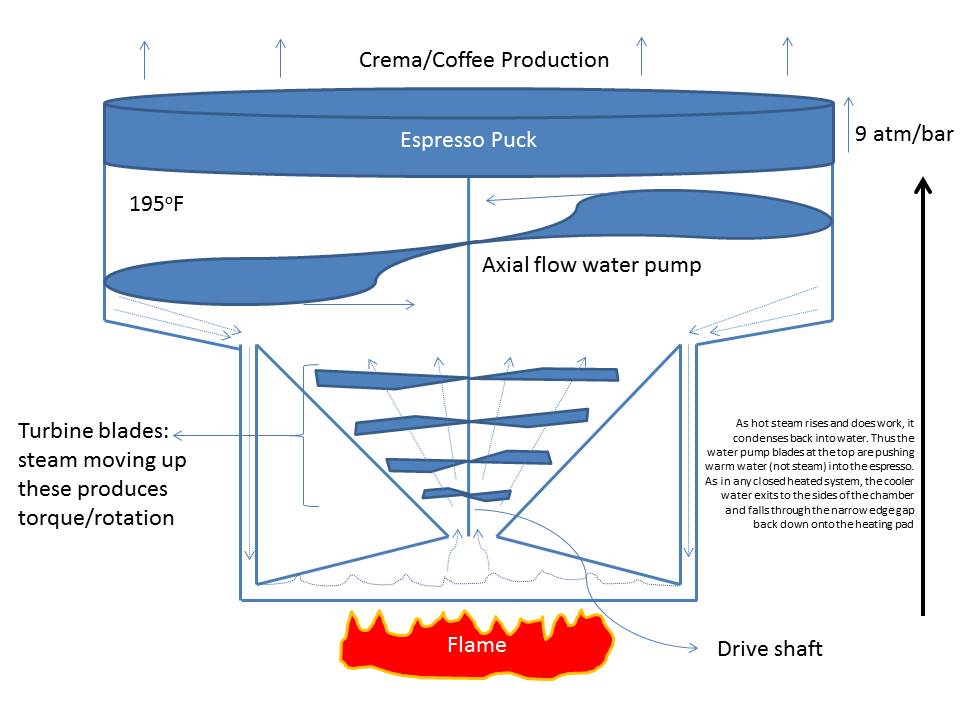 Crema/Coffee Production
Espresso Puck
9 atm/bar
195°F
Axial flow water pump
Turbine blades:
steam moving up
these produces
torque/rotation
As hot steam rises and does work, it
condenses back into water. Thus the
water pump blades at the top are pushing
warm water (not steam) into the espresso.
As in any closed heated system, the cooler
water exits to the sides of the chamber
and falls through the narrow edge gap
back down onto the heating pad
Flame
Drive shaft